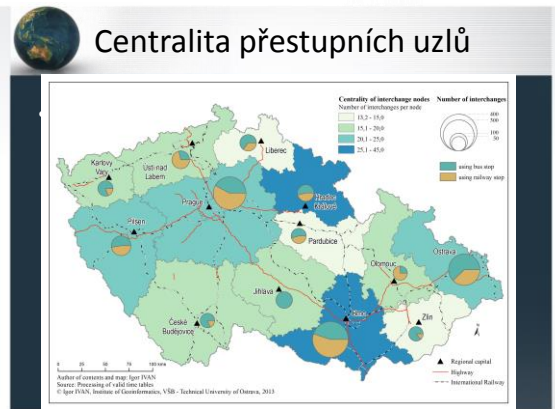 Centralita přestupních uzlů
Centrality of interchange nodes
Number of interchanges per node
13,2 - 15,0
15,1 - 20,0
20,1 - 25,0
25,1 - 45,0
Number of interchanges
400
300
100
50
using bus stop
using railway stop
Liberec
Karlovy
Vary
Ústí nad
Labem
Hradec
Králové
Prague
Pilsen
Pardubice
Ostrava
Olomouc
Jihlava
Brno
Zlín
České
Budějovice
Regional capital
Highway
International Railway
Author of contents and map: Igor IVAN
Source: Processing of valid time tables
© Igor IVAN, Institute of Geoinformatics, VŠB - Technical University of Ostrava, 2013